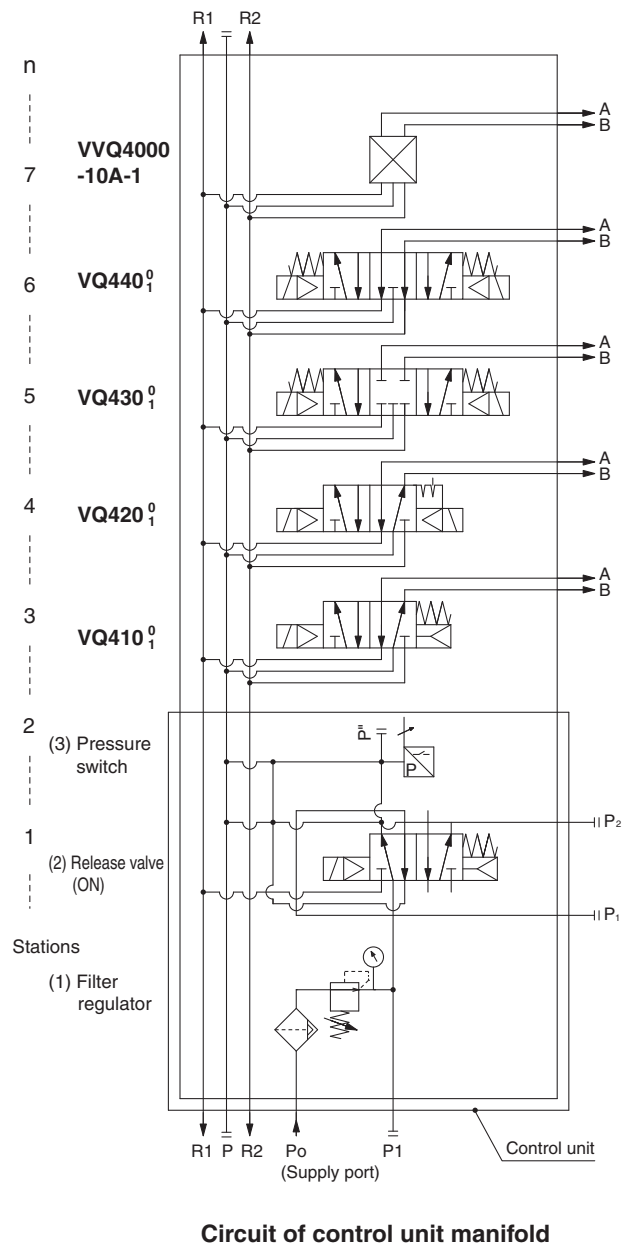 R1 R2
n
VVQ4000
-10A-1
7
A
B
A
B
6
VQ440 0/1
A
B
5
VQ430 0/1
A
B
4
VQ420 0/1
A
B
3
VQ410 0/1
2
(3) Pressure
switch
P"
P
P2
1
(2) Release valve
(ON)
P1
Stations
(1) Filter
regulator
R1 P R2 Po P1
(Supply port)
Control unit
Circuit of control unit manifold